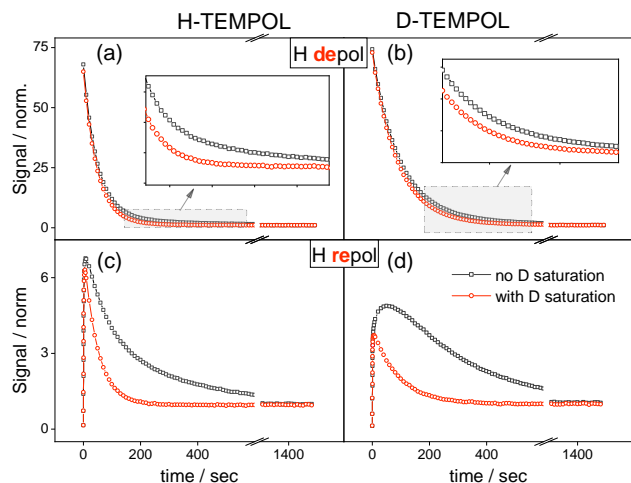 H-TEMPOL D-TEMPOL
(a) H depol (b)
75
50
25
0
Signal / norm.
(c) H repol (d)
no D saturation
with D saturation
6
3
0
Signal / norm
0 200 400 1400 0 200 400 1400
time / sec time / sec